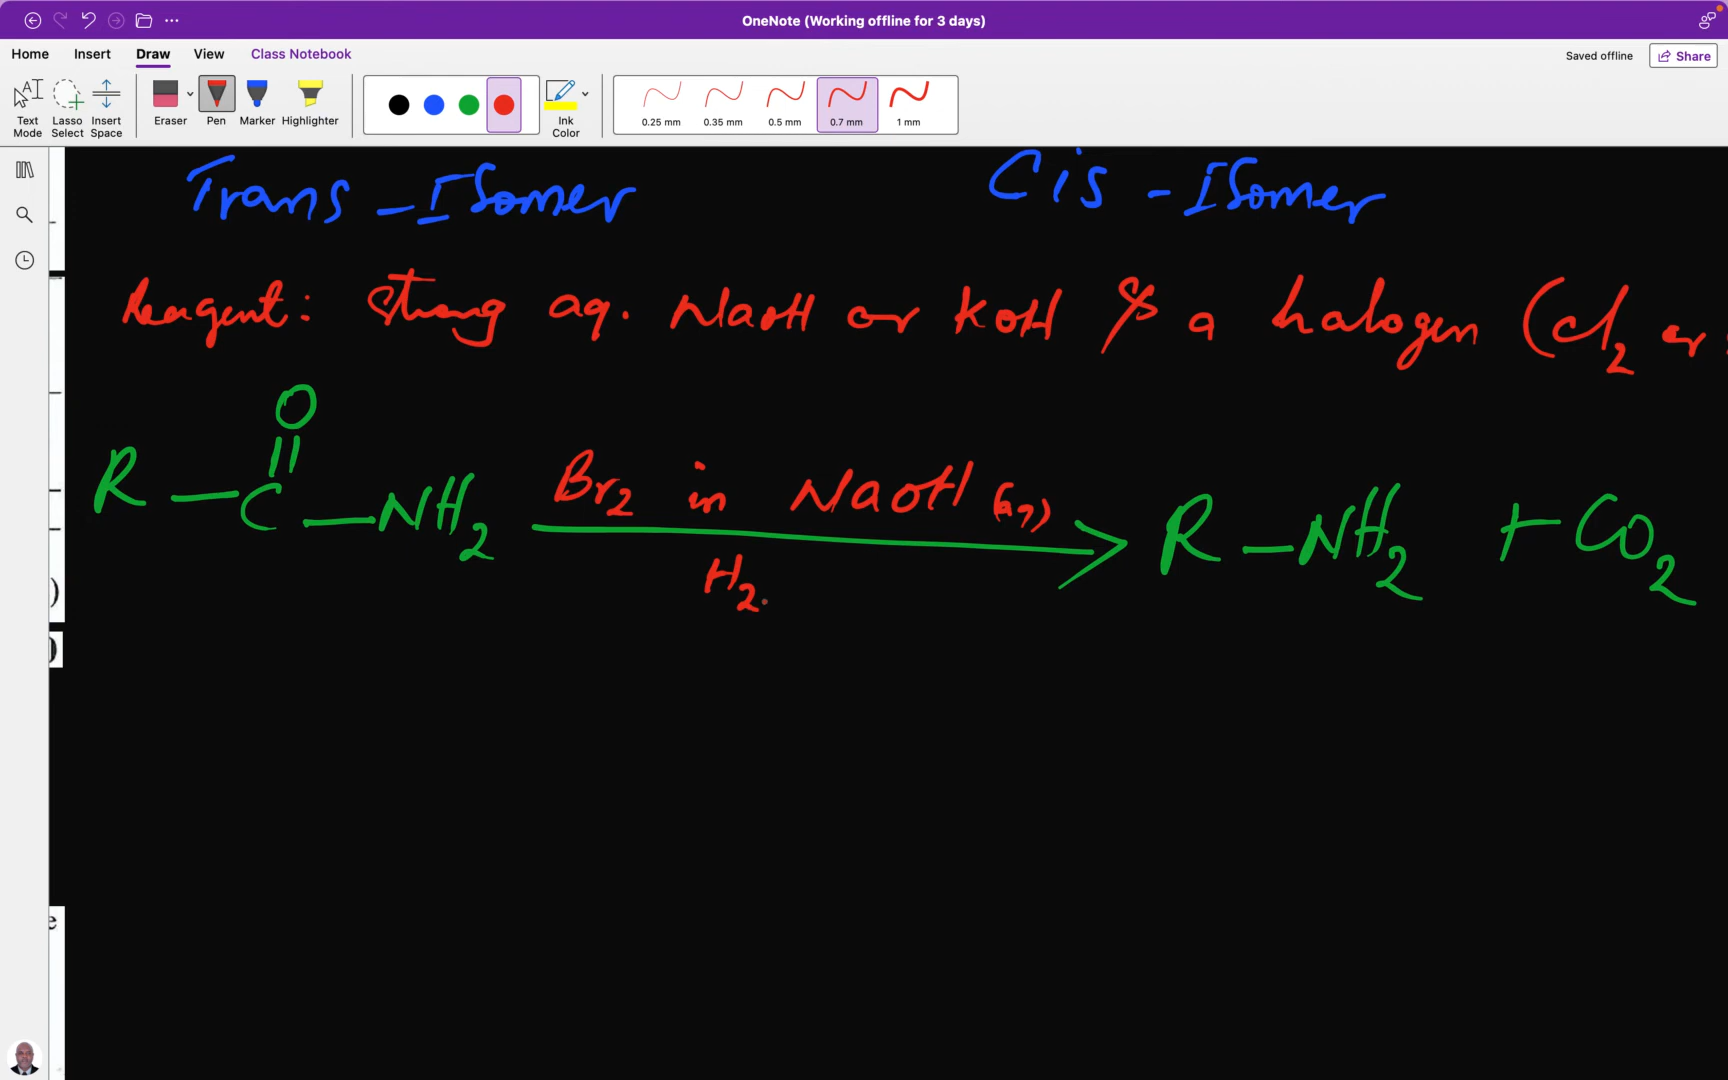 OneNote (Working offline for 3 days)
Home Insert Draw View Class Notebook Saved offline Share
Text Mode Lasso Select Insert Space Eraser Pen Marker Highlighter Ink Color 0.25 mm 0.35 mm 0.5 mm 0.7 mm 1 mm
Trans - Isomer Cis - Isomer
Reagent: Strong aq. NaOH or KOH & a halogen (Cl2 or
O
R - C - NH2 Br2 in NaOH (aq) R - NH2 + CO2
H2
)
)
e